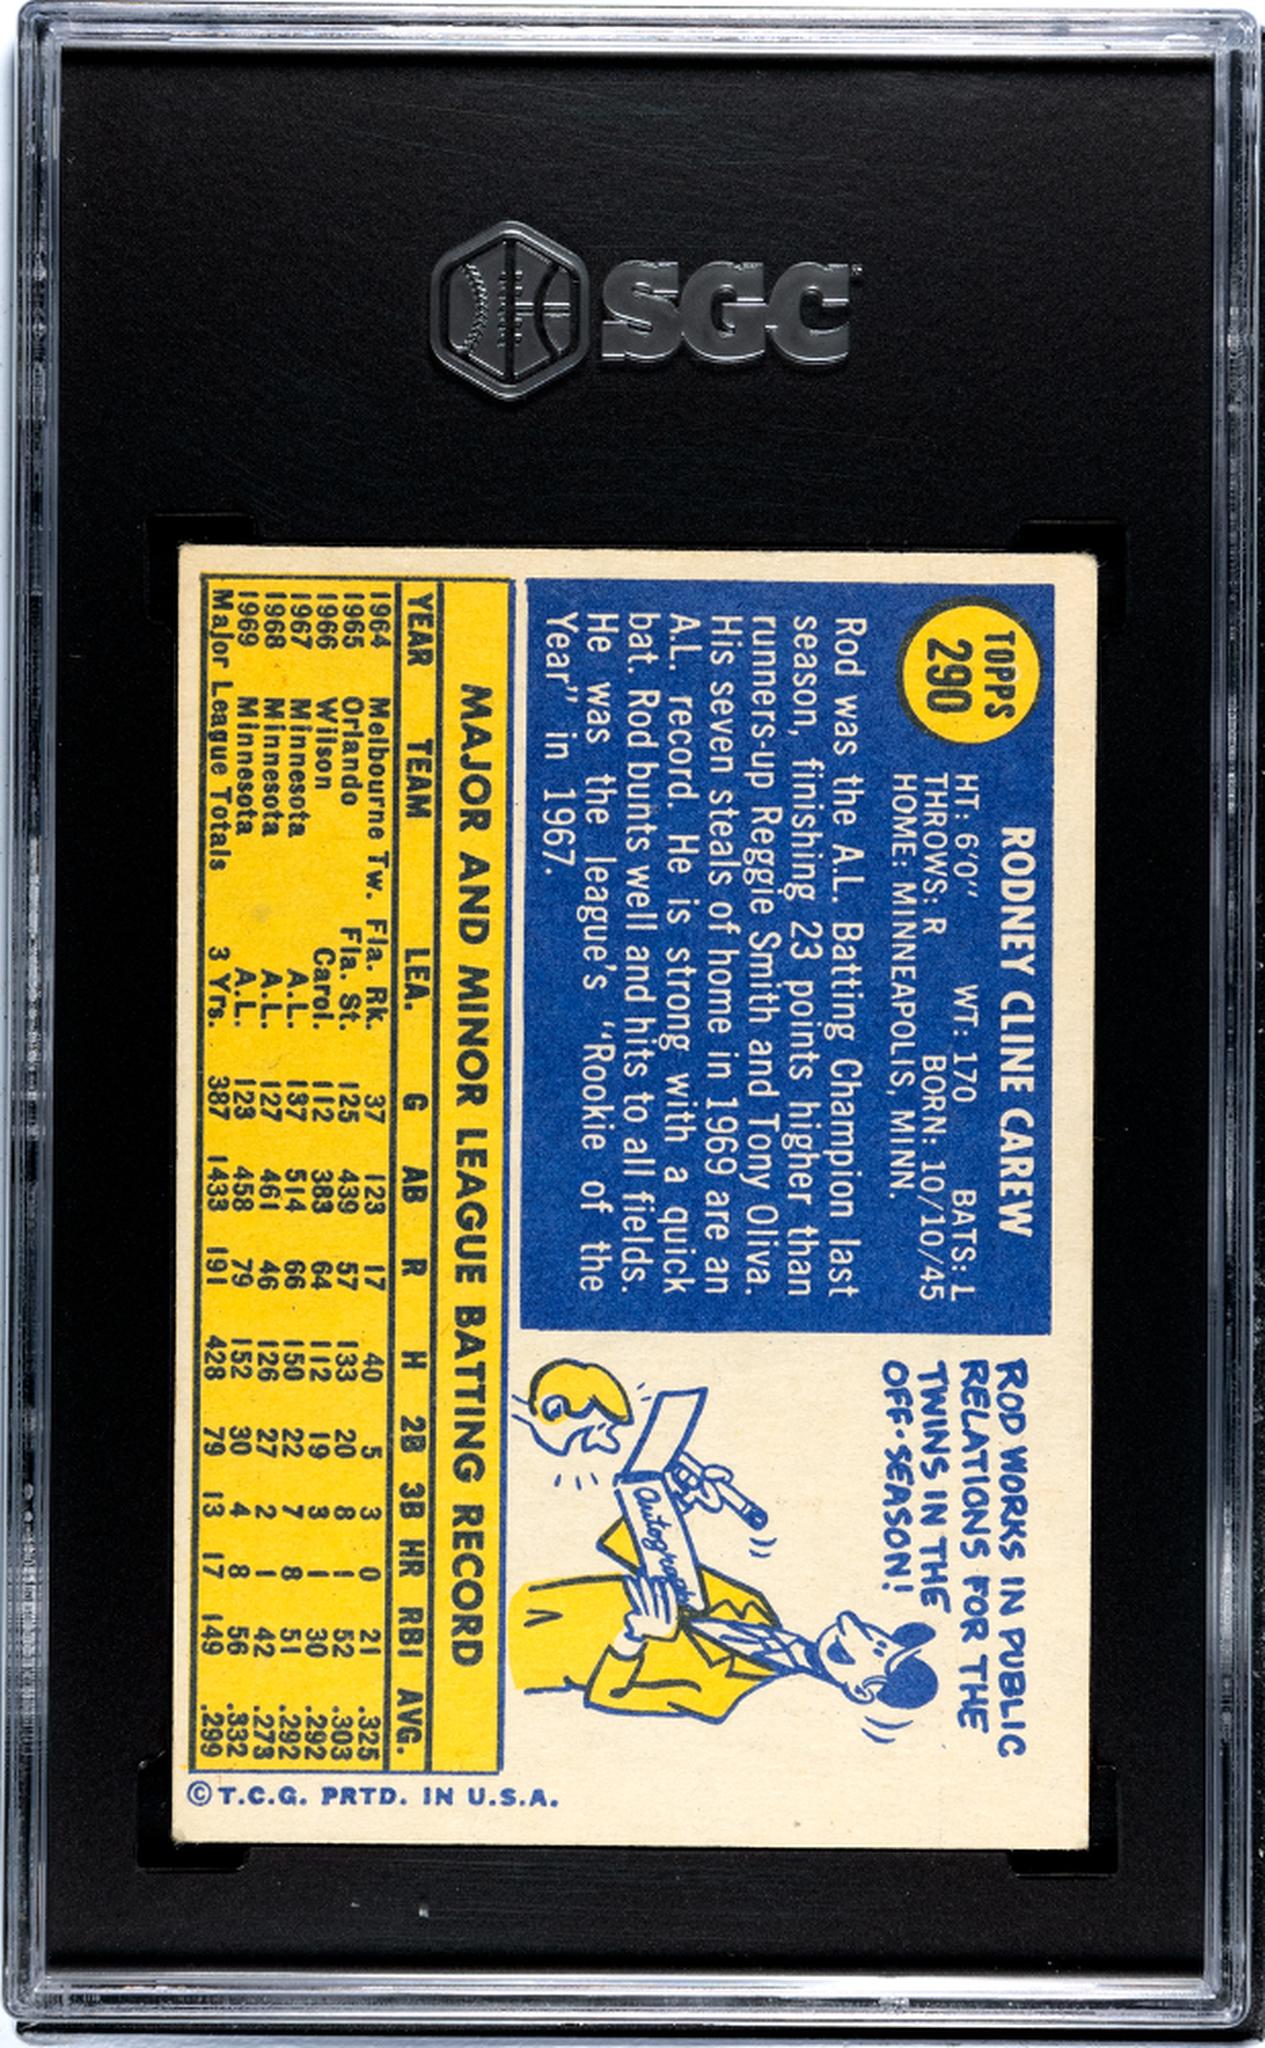 SGC
TOPPS
290
RODNEY CLINE CAREW
HT: 6'0" WT: 170 BATS: L
THROWS: R BORN: 10/10/45
HOME: MINNEAPOLIS, MINN.
Rod was the A.L. Batting Champion last
season, finishing 23 points higher than
runners-up Reggie Smith and Tony Oliva.
His seven steals of home in 1969 are an
A.L. record. He is strong with a quick
bat. Rod bunts well and hits to all fields.
He was the league's "Rookie of the
Year" in 1967.
ROD WORKS IN PUBLIC
RELATIONS FOR THE
TWINS IN THE
OFF-SEASON!
Autographs
MAJOR AND MINOR LEAGUE BATTING RECORD
YEAR TEAM LEA. G AB R H 2B 3B HR RBI AVG.
1964 Melbourne Tw. Fla. Rk. 37 123 17 40 5 3 0 21 .325
1965 Orlando Fla. St. 125 439 57 133 20 8 1 52 .303
1966 Wilson Carol. 112 383 64 112 19 3 1 30 .292
1967 Minnesota A.L. 137 514 66 150 22 7 8 51 .292
1968 Minnesota A.L. 127 461 46 126 27 2 1 42 .273
1969 Minnesota A.L. 123 458 79 152 30 4 8 56 .332
Major League Totals 3 Yrs. 387 1433 191 428 79 13 17 149 .299
© T.C.G. PRTD. IN U.S.A.